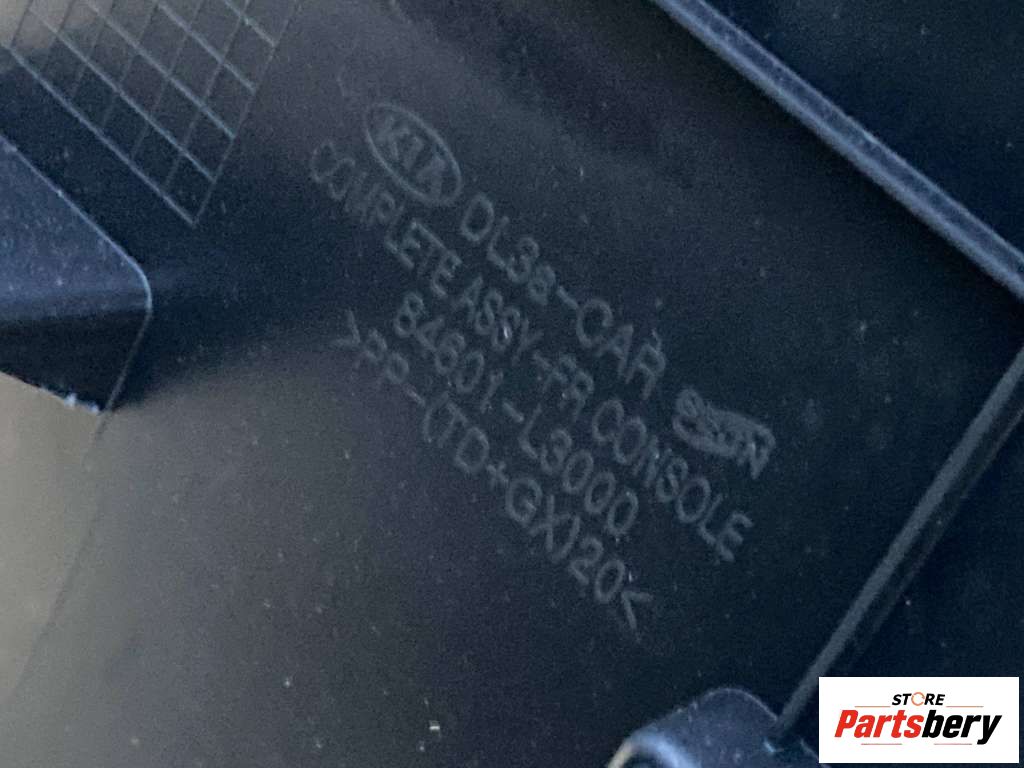 KIA DL3a-CAR
COMPLETE ASSY-FR CONSOLE
84601-L3000
>PP-(TD+GX)20<
STORE
Partsbery